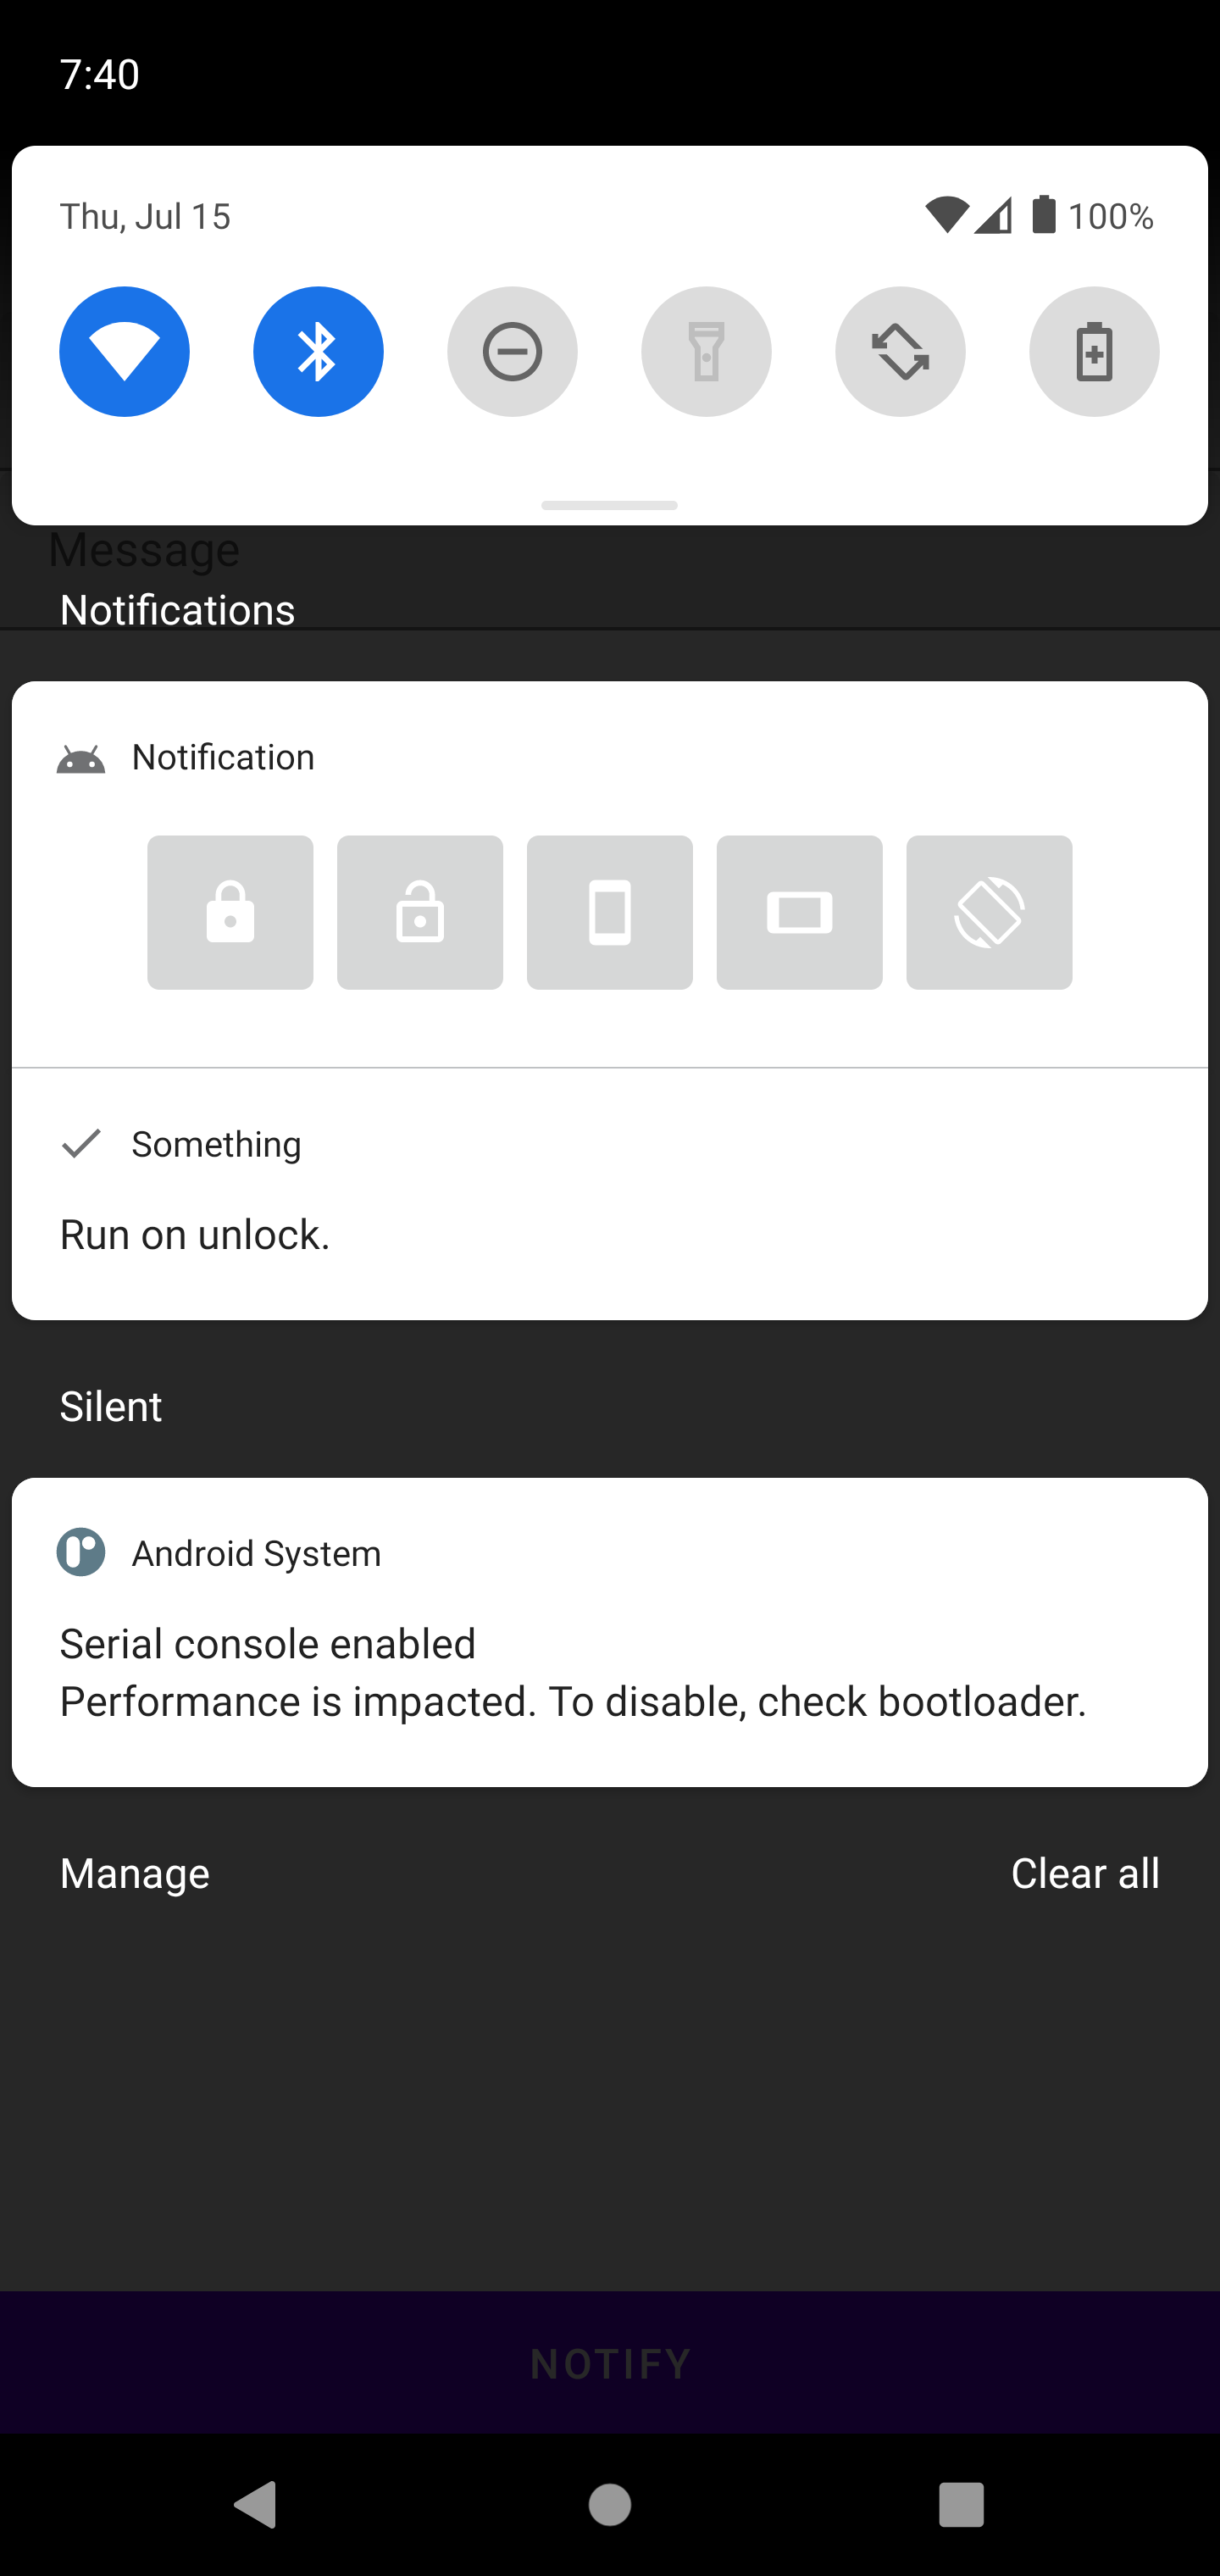 7:40
Thu, Jul 15
100%
Message
Notifications
Notification
Something
Run on unlock.
Silent
Android System
Serial console enabled
Performance is impacted. To disable, check bootloader.
Manage
Clear all
NOTIFY